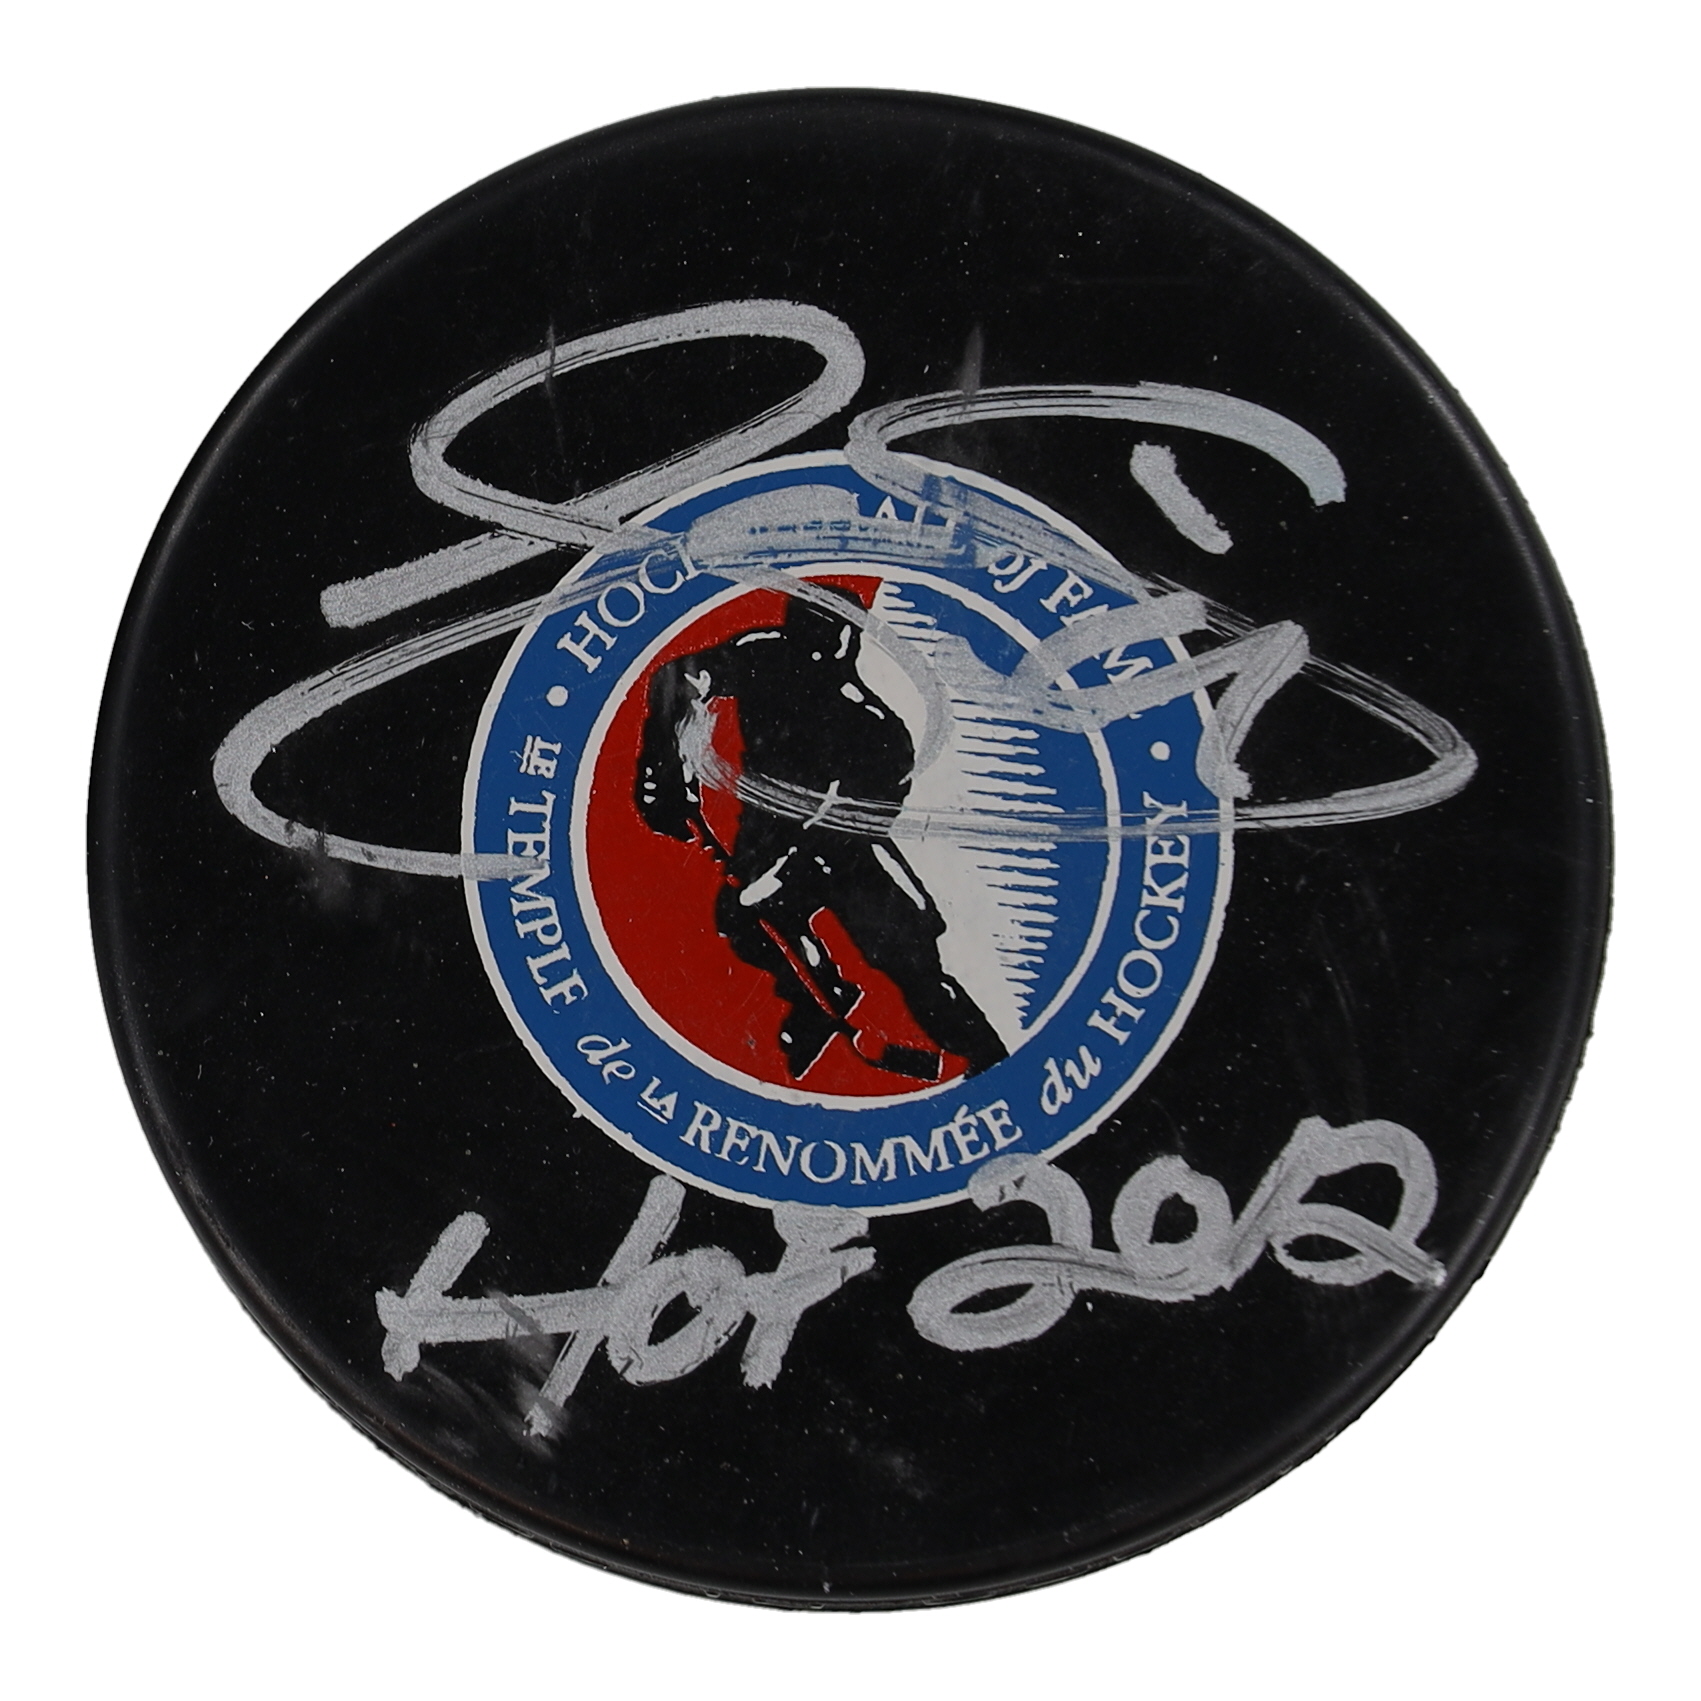 HOCKEY HALL of FAME
LE TEMPLE de LA RENOMMÉE du HOCKEY
HOF 2012